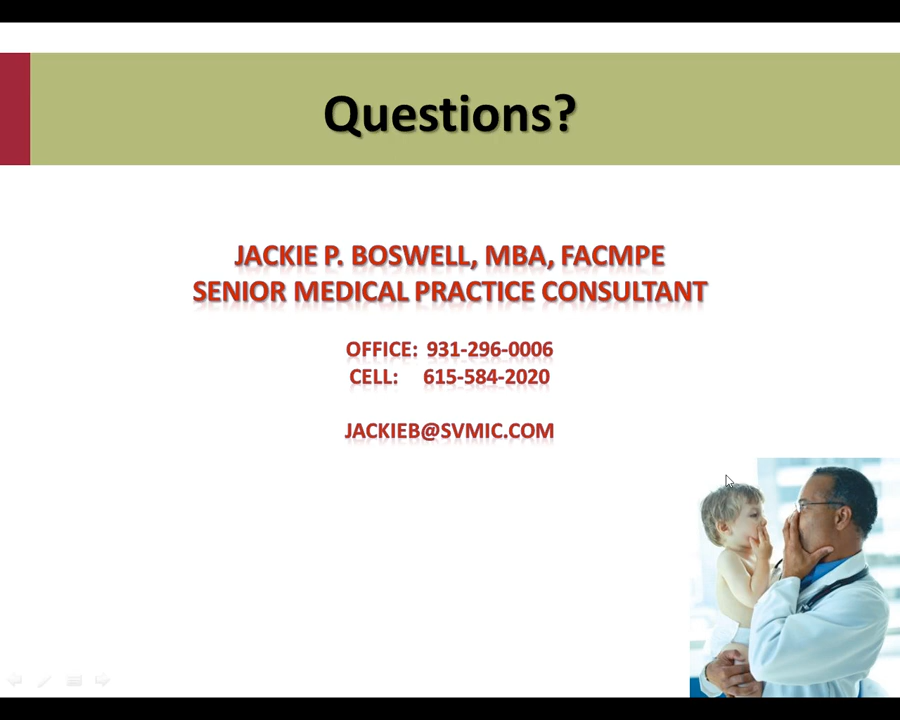 Questions?
JACKIE P. BOSWELL, MBA, FACMPE
SENIOR MEDICAL PRACTICE CONSULTANT
OFFICE: 931-296-0006
CELL: 615-584-2020
JACKIEB@SVMIC.COM